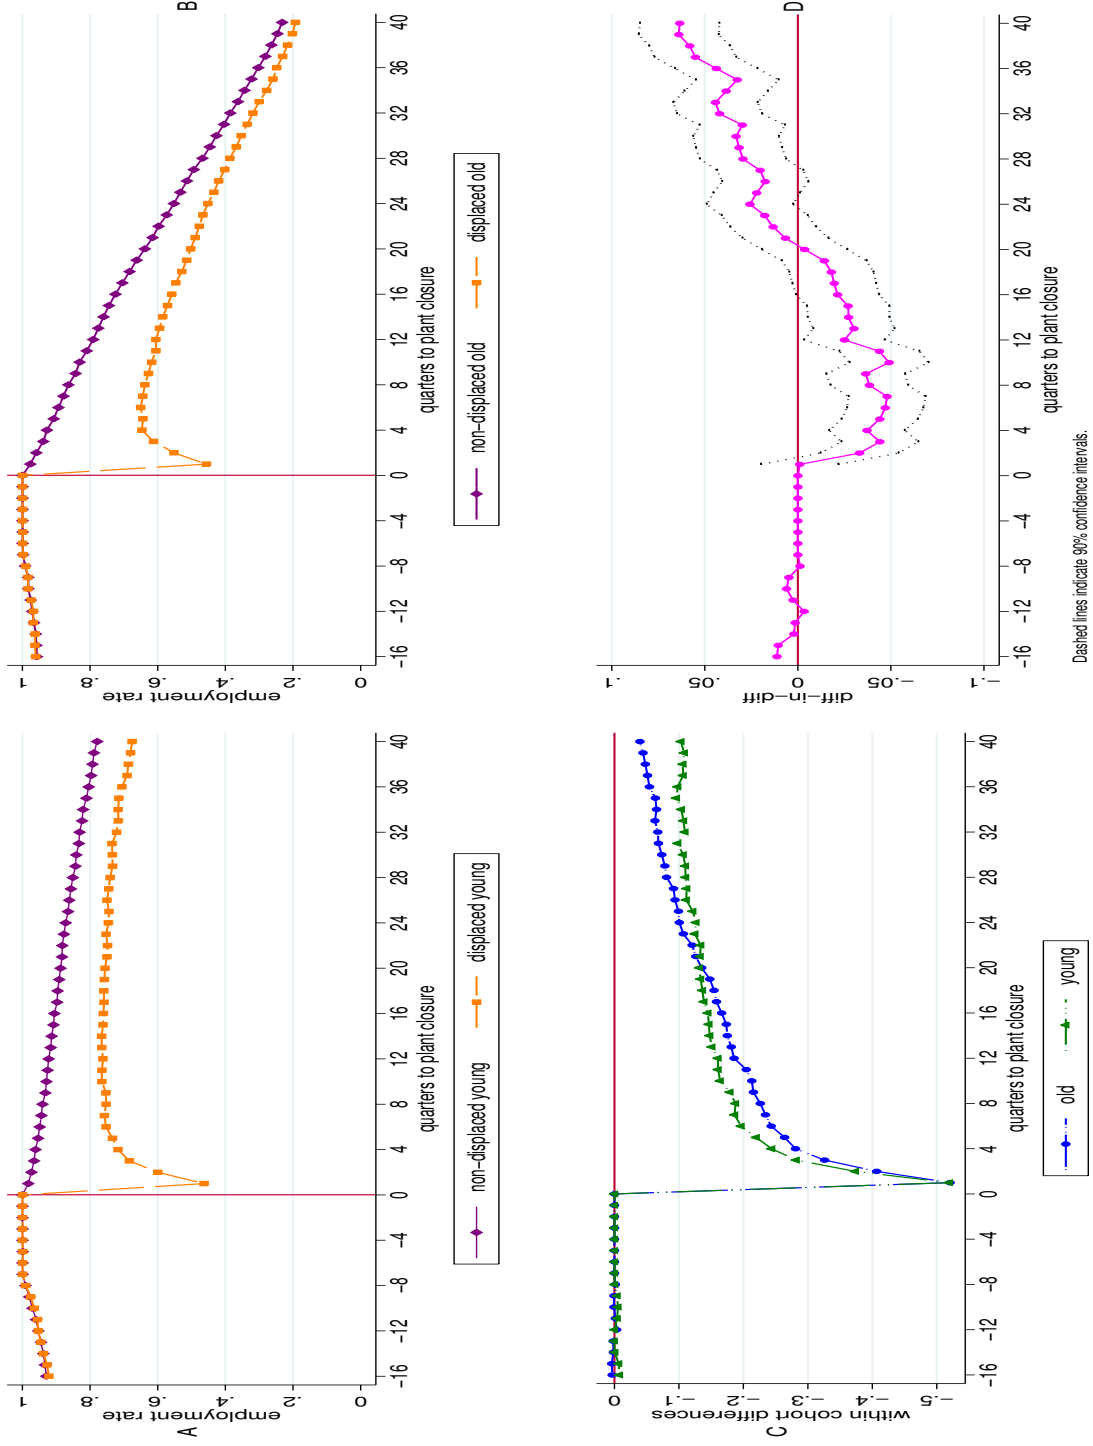 A
employment rate
0 .2 .4 .6 .8 1
−16 −12 −8 −4 0 4 8 12 16 20 24 28 32 36 40
quarters to plant closure
non−displaced young displaced young
B
employment rate
0 .2 .4 .6 .8 1
−16 −12 −8 −4 0 4 8 12 16 20 24 28 32 36 40
quarters to plant closure
non−displaced old displaced old
C
within cohort differences
−.5 −.4 −.3 −.2 −.1 0
−16 −12 −8 −4 0 4 8 12 16 20 24 28 32 36 40
quarters to plant closure
old young
D
diff−in−diff
−.1 −.05 0 .05 .1
−16 −12 −8 −4 0 4 8 12 16 20 24 28 32 36 40
quarters to plant closure
Dashed lines indicate 90% confidence intervals.